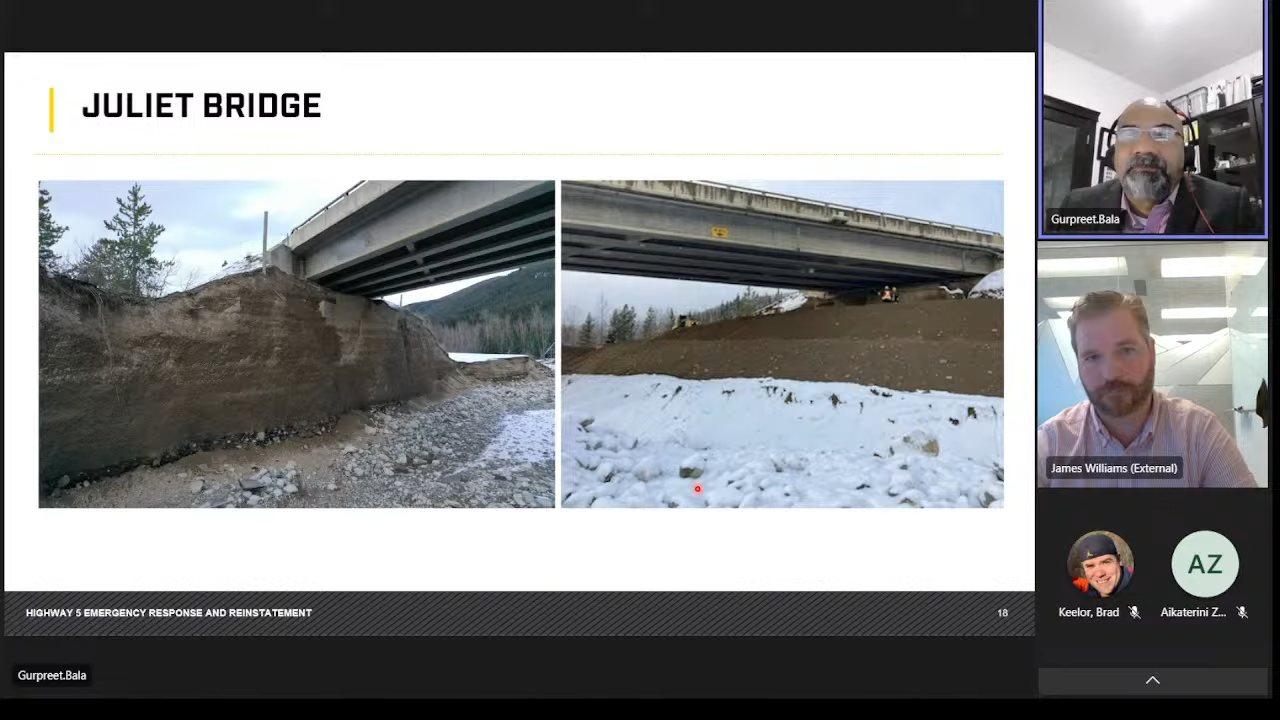 JULIET BRIDGE
HIGHWAY 5 EMERGENCY RESPONSE AND REINSTATEMENT
18
Gurpreet.Bala
Gurpreet.Bala
James Williams (External)
AZ
Keelor, Brad
Aikaterini Z...